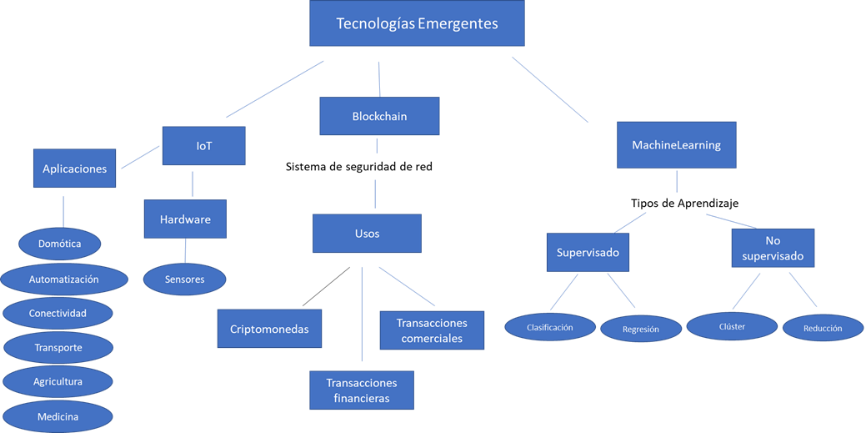 Tecnologías Emergentes
Blockchain
IoT
MachineLearning
Aplicaciones
Sistema de seguridad de red
Tipos de Aprendizaje
Hardware
Usos
Domótica
Supervisado
No
supervisado
Automatización
Sensores
Conectividad
Criptomonedas
Transacciones
comerciales
Clasificación
Regresión
Clúster
Reducción
Transporte
Agricultura
Transacciones
financieras
Medicina